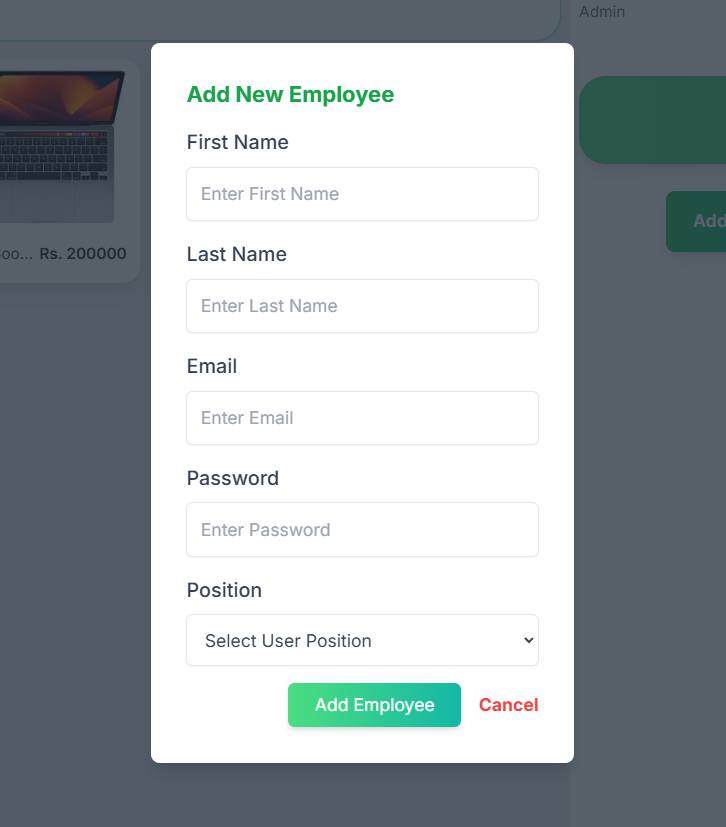 Admin
Add New Employee
First Name
Enter First Name
Last Name
Enter Last Name
Email
Enter Email
Password
Enter Password
Position
Select User Position
Add Employee
Cancel
Rs. 200000
Add